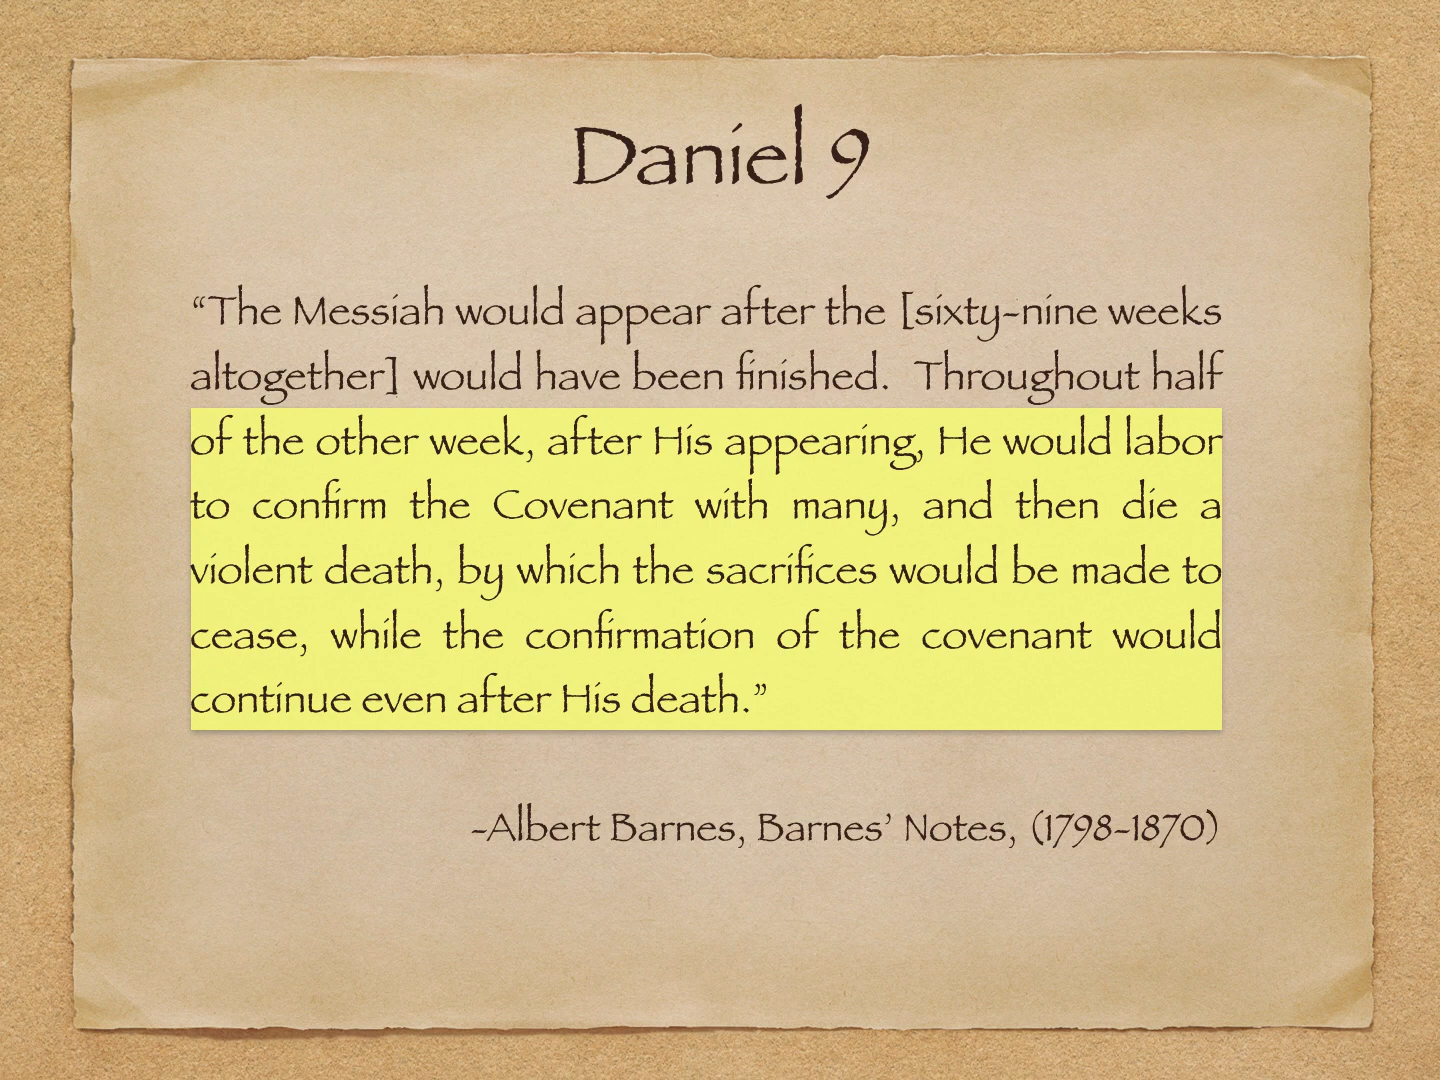 Daniel 9
“The Messiah would appear after the [sixty-nine weeks
altogether] would have been finished.  Throughout half
of the other week, after His appearing, He would labor
to confirm the Covenant with many, and then die a
violent death, by which the sacrifices would be made to
cease, while the confirmation of the covenant would
continue even after His death.”
-Albert Barnes, Barnes’ Notes, (1798-1870)